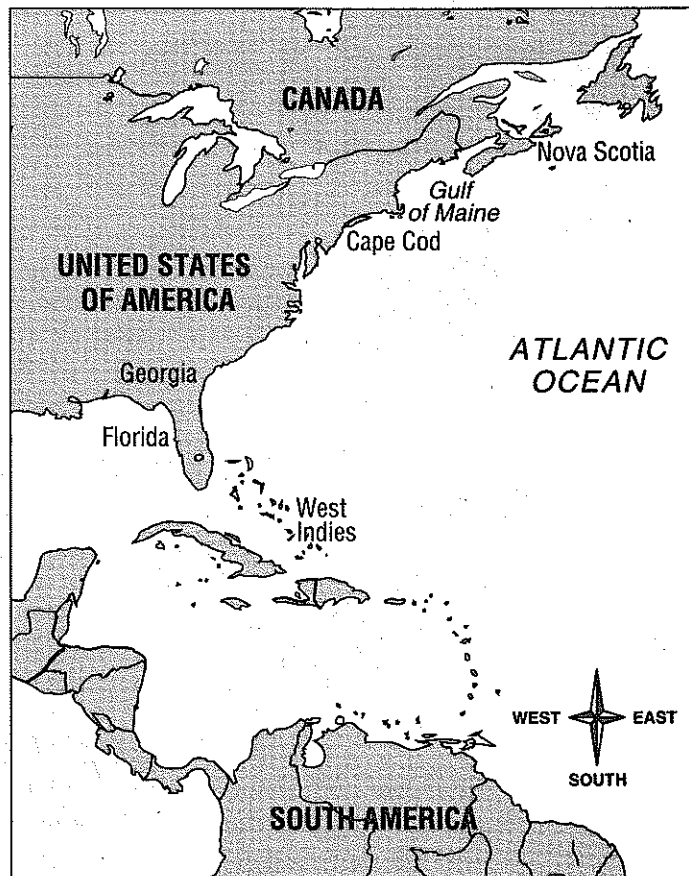 CANADA
Nova Scotia
Gulf
of Maine
Cape Cod
UNITED STATES
OF AMERICA
ATLANTIC
OCEAN
Georgia
Florida
West
Indies
WEST
EAST
SOUTH
SOUTH AMERICA